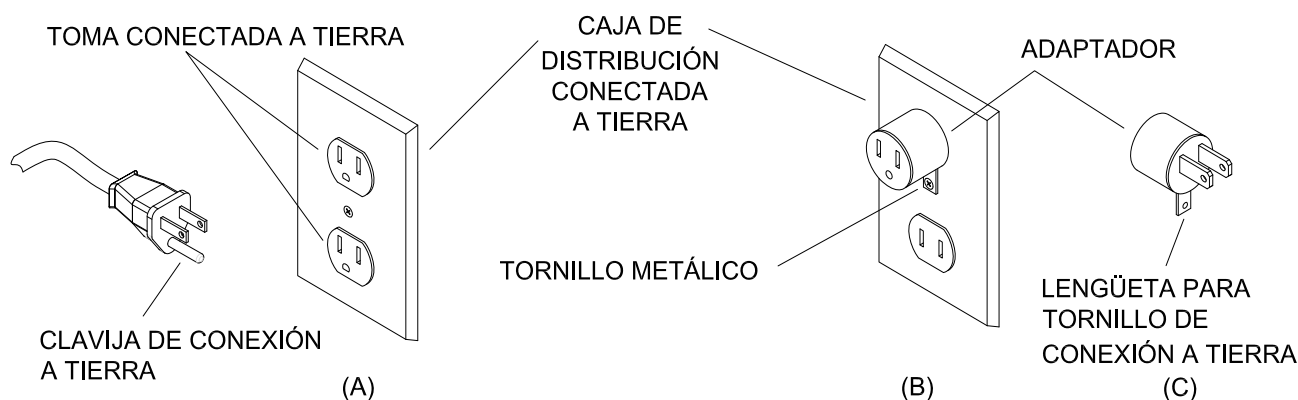 TOMA CONECTADA A TIERRA
CAJA DE
DISTRIBUCIÓN
CONECTADA
A TIERRA
ADAPTADOR
TORNILLO METÁLICO
CLAVIJA DE CONEXIÓN
A TIERRA
LENGÜETA PARA
TORNILLO DE
CONEXIÓN A TIERRA
(A)
(B)
(C)